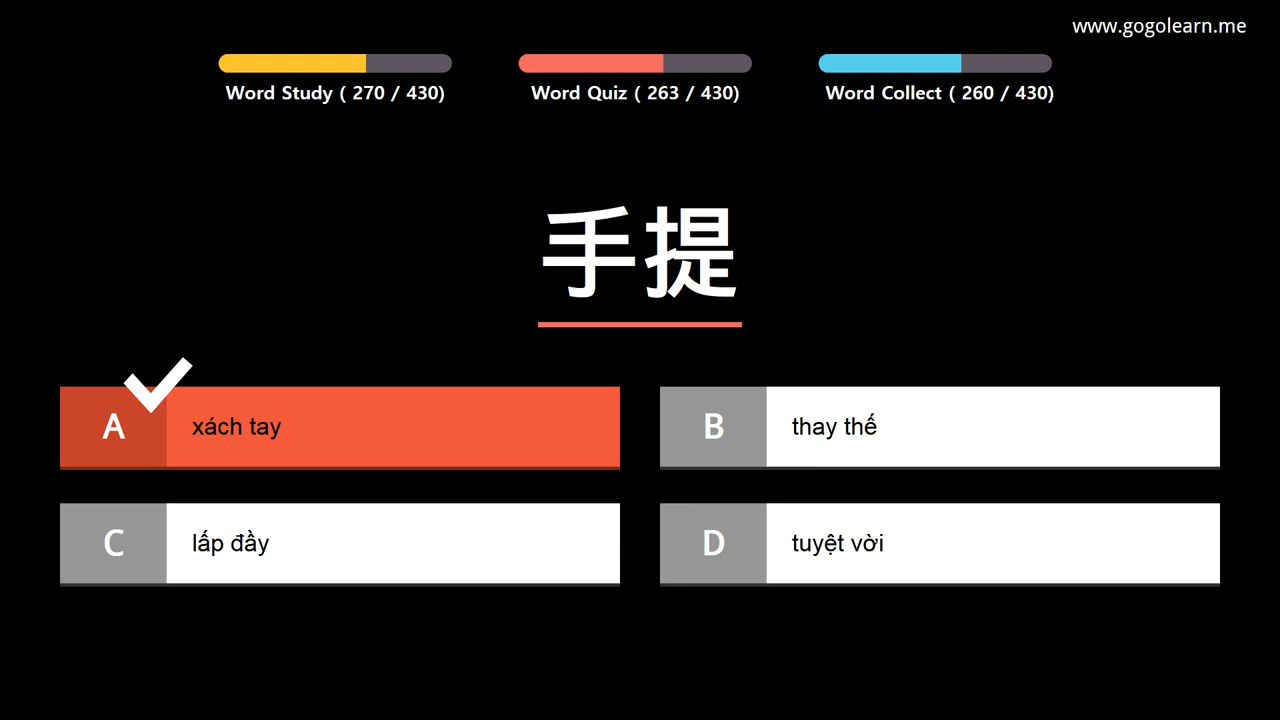 www.gogolearn.me
Word Study ( 270 / 430)
Word Quiz ( 263 / 430)
Word Collect ( 260 / 430)
手提
A xách tay
B thay thế
C lấp đầy
D tuyệt vời